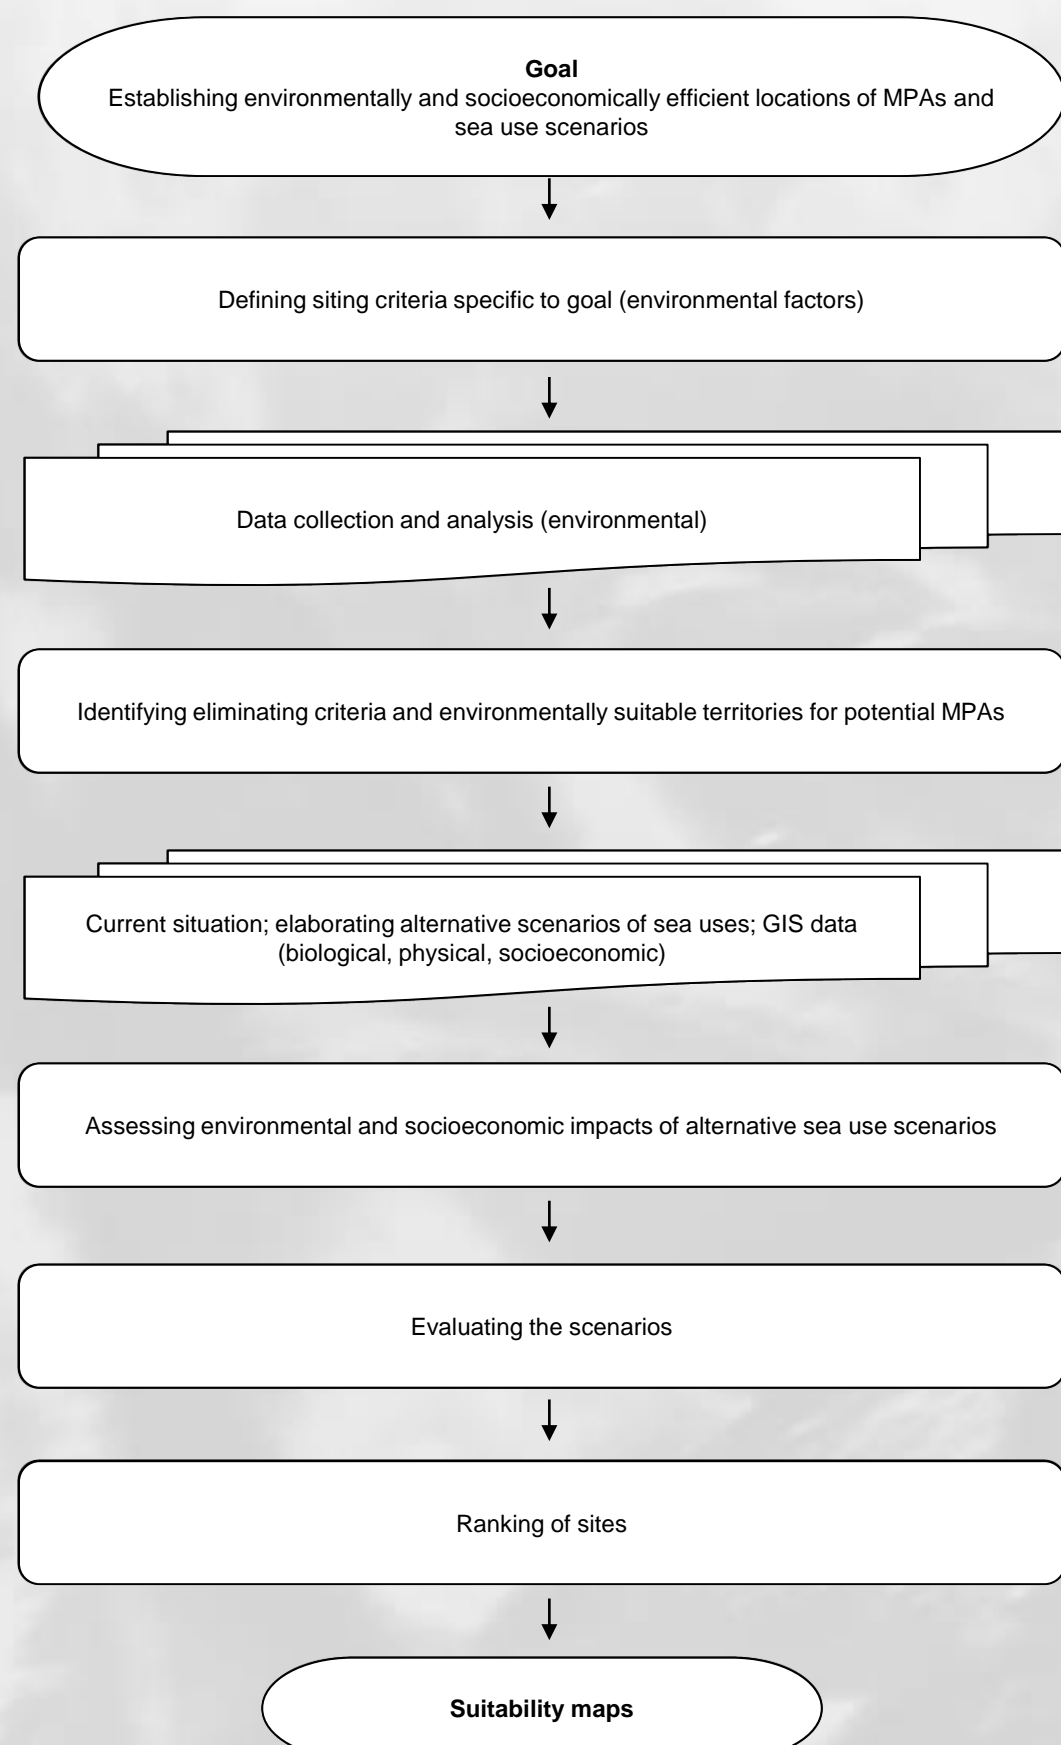 Goal
Establishing environmentally and socioeconomically efficient locations of MPAs and
sea use scenarios
Defining siting criteria specific to goal (environmental factors)
Data collection and analysis (environmental)
Identifying eliminating criteria and environmentally suitable territories for potential MPAs
Current situation; elaborating alternative scenarios of sea uses; GIS data
(biological, physical, socioeconomic)
Assessing environmental and socioeconomic impacts of alternative sea use scenarios
Evaluating the scenarios
Ranking of sites
Suitability maps